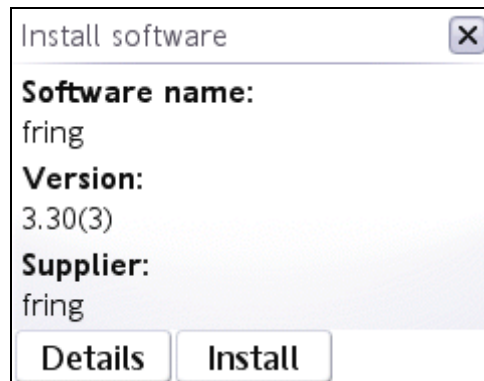 Install software
Software name:
fring
Version:
3.30(3)
Supplier:
fring
Details Install